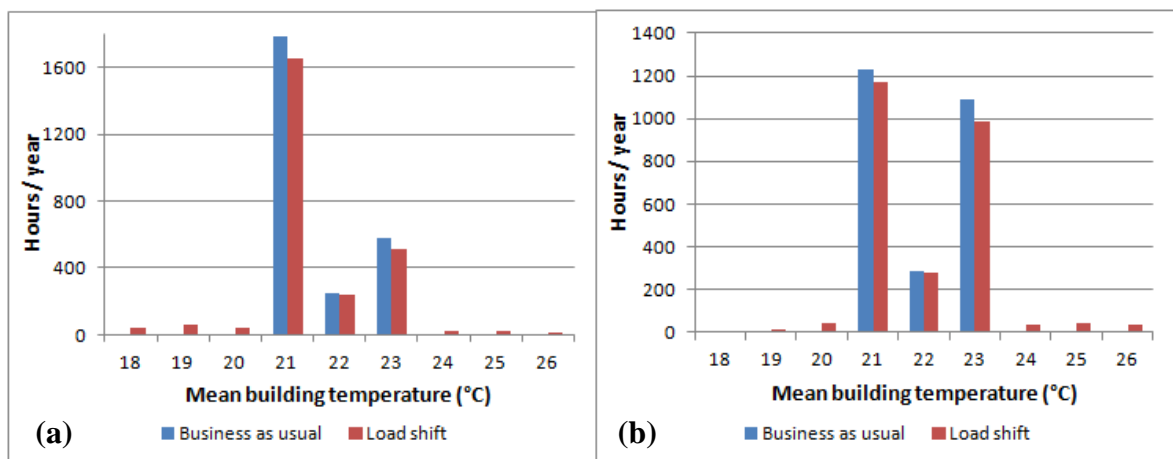 Hours / year
1600
1200
800
400
0
18 19 20 21 22 23 24 25 26
Mean building temperature (°C)
(a)
Business as usual Load shift
Hours / year
1400
1200
1000
800
600
400
200
0
18 19 20 21 22 23 24 25 26
Mean building temperature (°C)
(b)
Business as usual Load shift